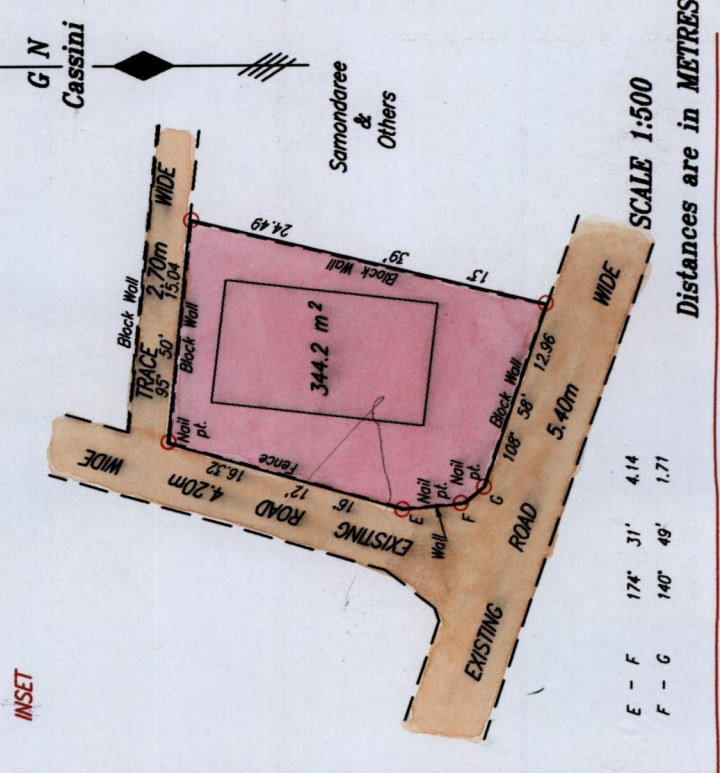 INSET
G N
Cassini
Samondaree
&
Others
Block Wall
TRACE 2.70m WIDE
95° 50' 15.04
Block Wall
24.49
39'
13°
Block Wall
344.2 m²
Nail
pt.
16.32
Fence
12'
16°
EXISTING ROAD 4.20m WIDE
E
Nail
pt.
Wall
F
Nail
pt.
G
Block Wall
108° 58' 12.96
EXISTING ROAD 5.40m WIDE
E - F 174° 31' 4.14
F - G 140° 49' 1.71
SCALE 1:500
Distances are in METRES